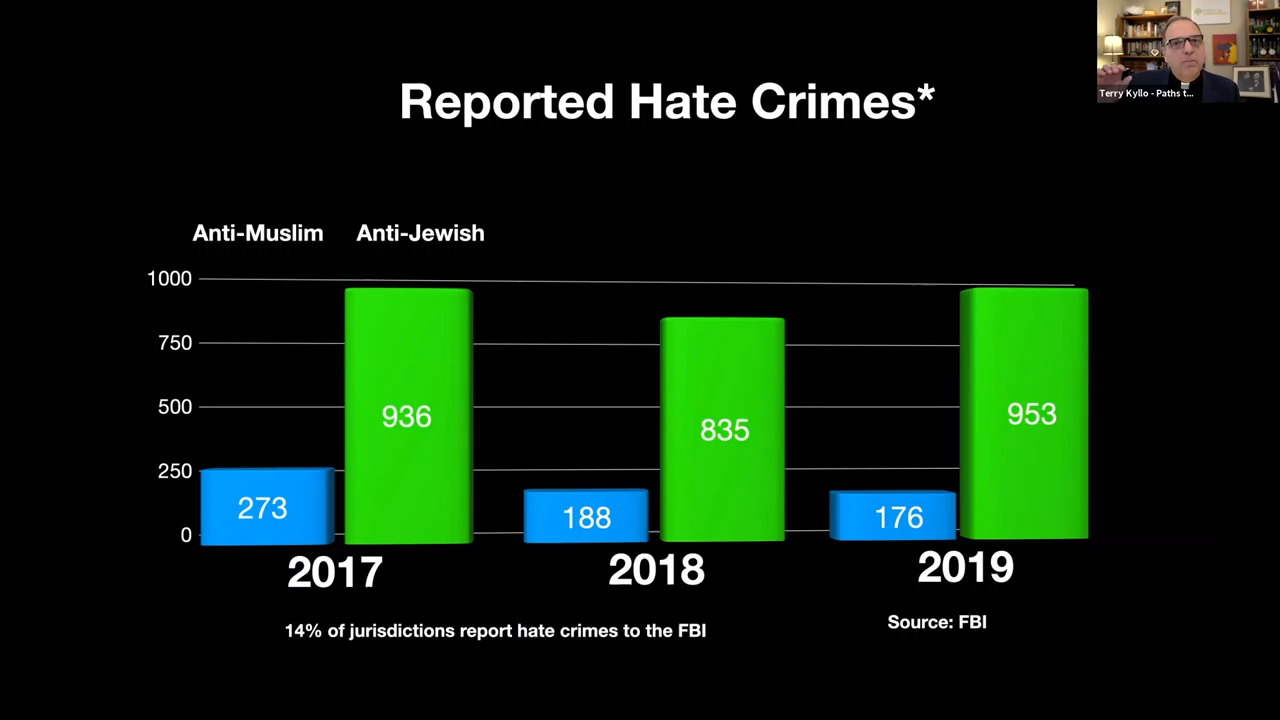 Terry Kyllo - Paths t...
Reported Hate Crimes*
Anti-Muslim Anti-Jewish
1000
750
500
250
0
273
936
188
835
176
953
2017
2018
2019
14% of jurisdictions report hate crimes to the FBI
Source: FBI